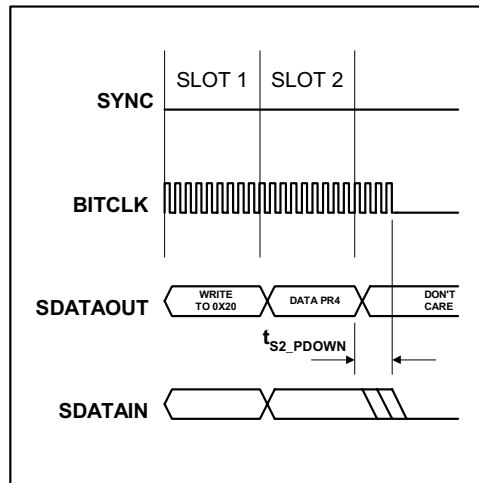 SLOT 1 SLOT 2
SYNC
BITCLK
WRITE
TO 0X20
DATA PR4
DON'T
CARE
SDATAOUT
tS2_PDOWN
SDATAIN